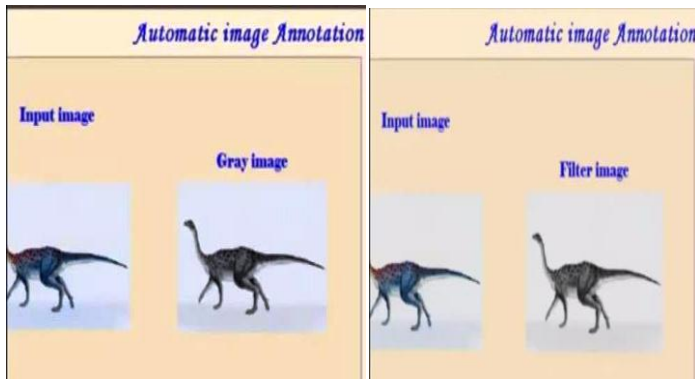 Automatic image Annotation
Input image
Gray image
Automatic image Annotation
Input image
Filter image